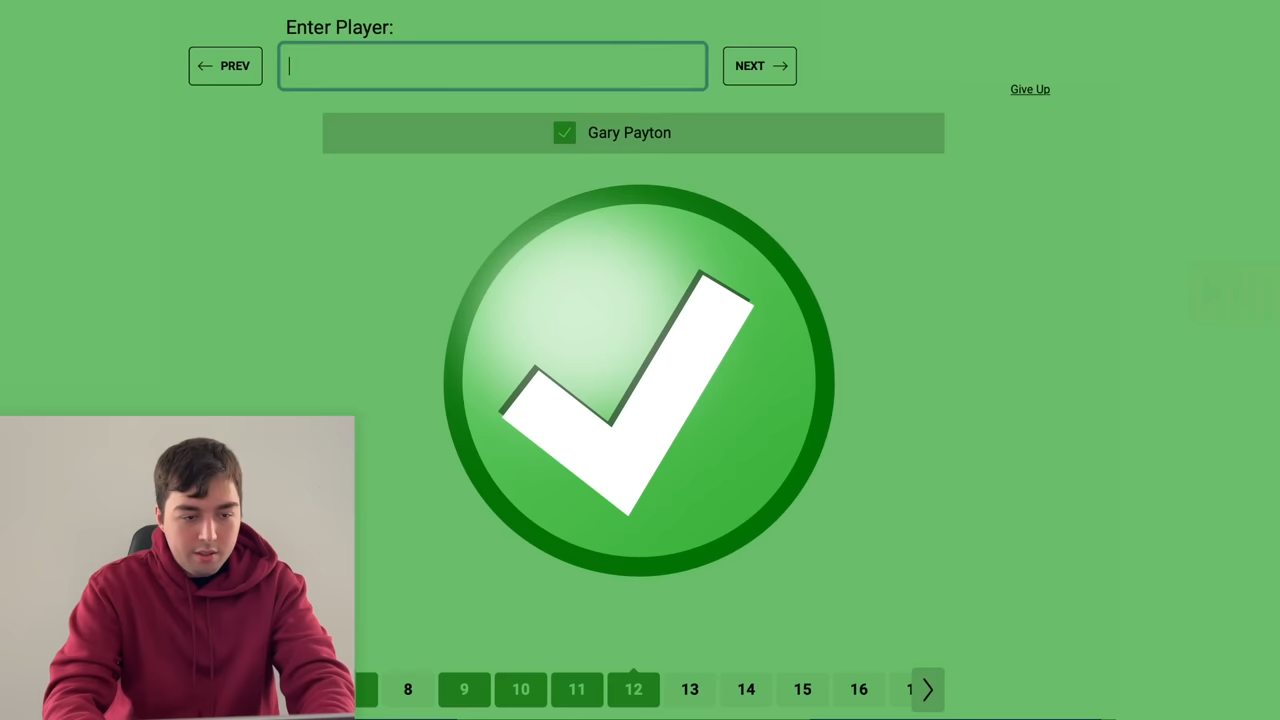 Enter Player:
← PREV
NEXT →
Give Up
Gary Payton
8 9 10 11 12 13 14 15 16